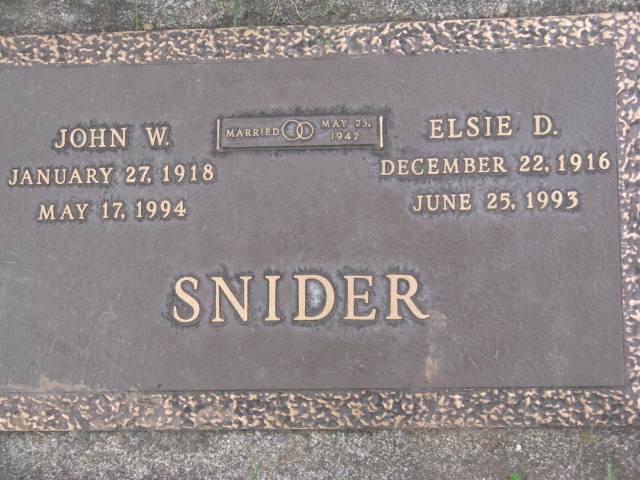 JOHN W.
JANUARY 27, 1918
MAY 17, 1994
MARRIED MAY 23,
1942
ELSIE D.
DECEMBER 22, 1916
JUNE 25, 1993
SNIDER